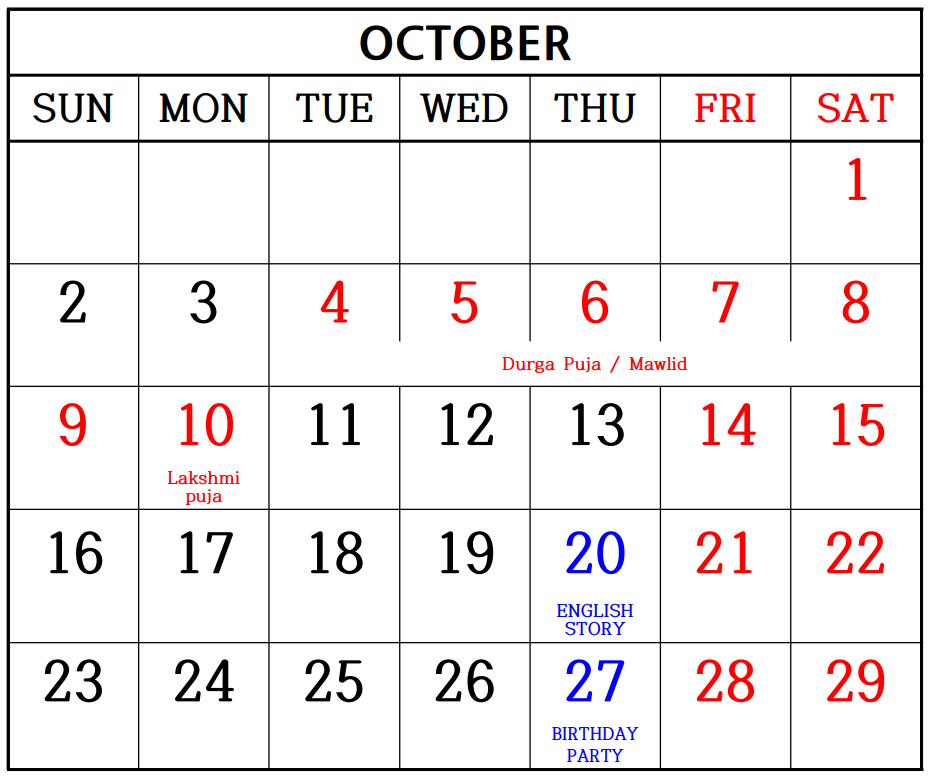 OCTOBER
SUN MON TUE WED THU FRI SAT
1
2 3 4 5 6 7 8
Durga Puja / Mawlid
9 10 11 12 13 14 15
Lakshmi
puja
16 17 18 19 20 21 22
ENGLISH
STORY
23 24 25 26 27 28 29
BIRTHDAY
PARTY